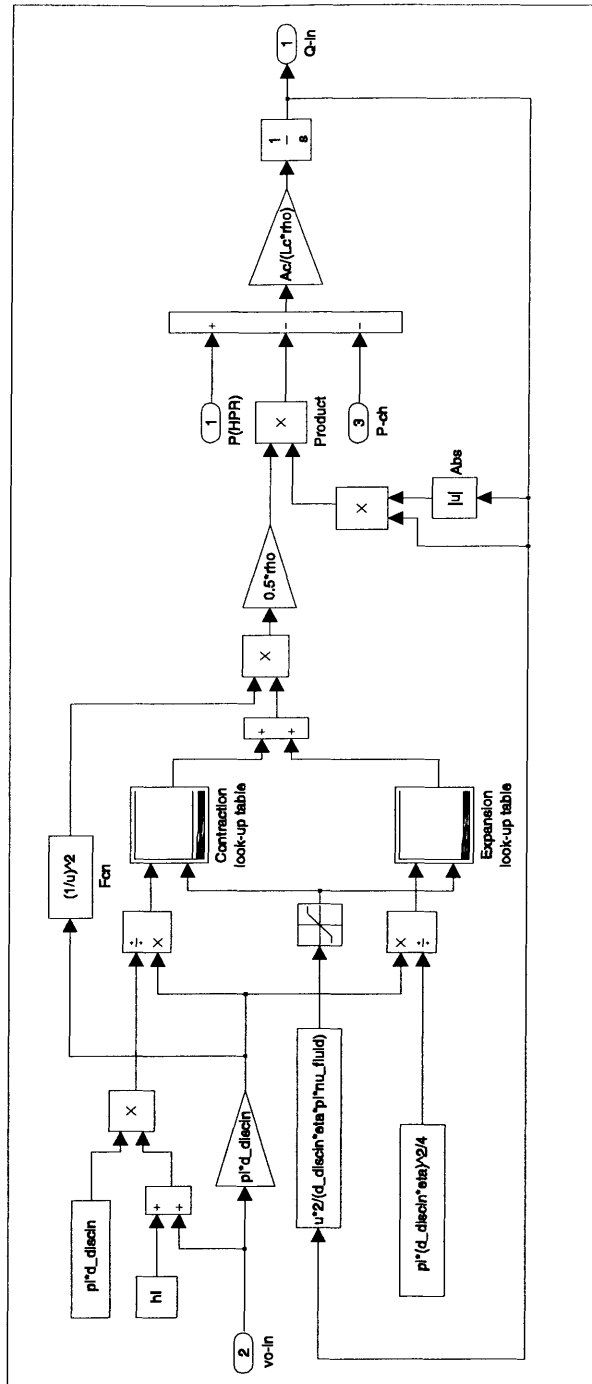 pi*d_discin
hi
+
+
×
2
vo-in
pi*d_discin
u*2/(d_discin*eta*pi*nu_fluid)
pi*(d_discin*eta)^2/4
÷
×
×
÷
(1/u)^2
Fcn
Contraction
look-up table
Expansion
look-up table
+
+
×
0.5*rho
1
P(HPR)
×
Product
3
P-ch
×
|u|
Abs
+
-
-
Ac/(Lc*rho)
1
s
1
Q-in